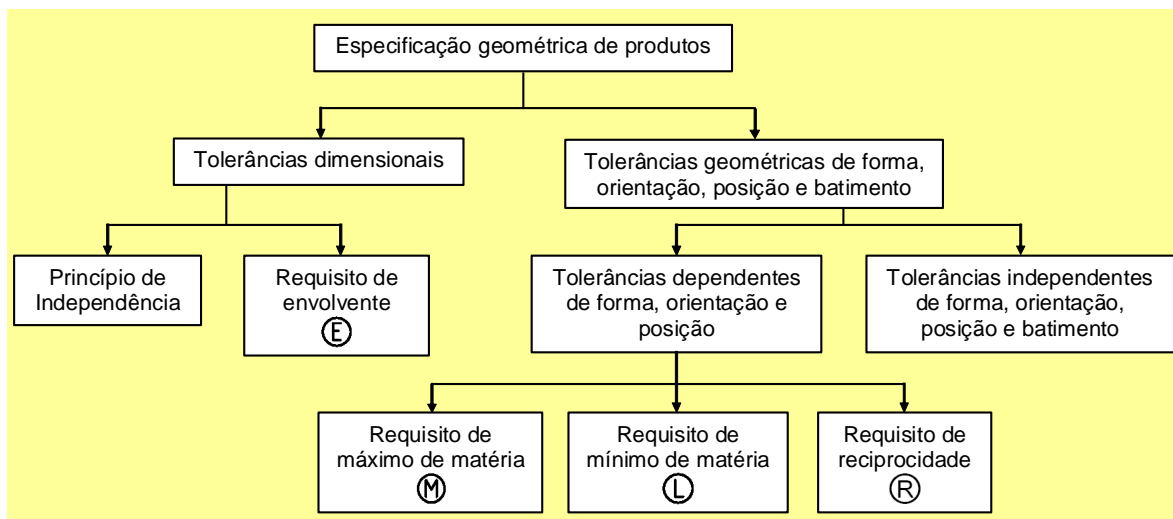 Especificação geométrica de produtos
Tolerâncias dimensionais
Tolerâncias geométricas de forma,
orientação, posição e batimento
Princípio de
Independência
Requisito de
envolvente
Ⓔ
Tolerâncias dependentes
de forma, orientação e
posição
Tolerâncias independentes
de forma, orientação,
posição e batimento
Requisito de
máximo de matéria
Ⓜ
Requisito de
mínimo de matéria
Ⓛ
Requisito de
reciprocidade
Ⓡ